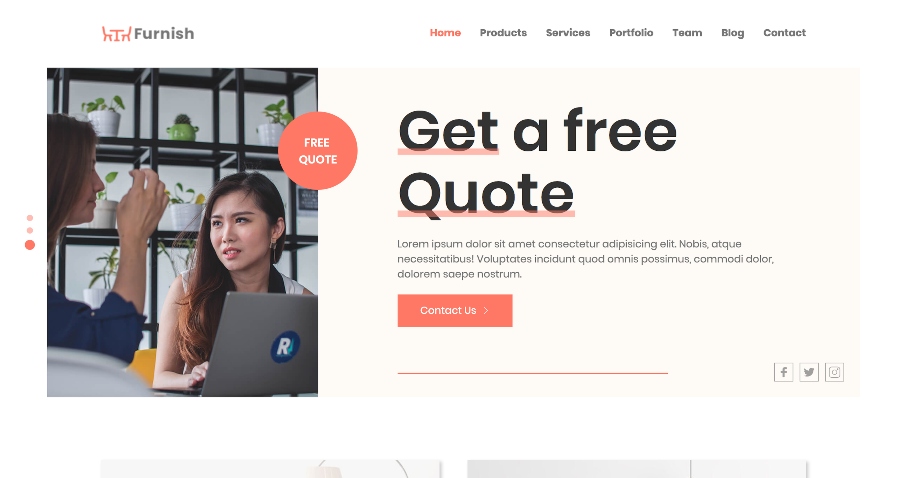 Furnish
Home Products Services Portfolio Team Blog Contact
FREE
QUOTE
Get a free
Quote
Lorem ipsum dolor sit amet consectetur adipisicing elit. Nobis, atque
necessitatibus! Voluptates incidunt quod omnis possimus, commodi dolor,
dolorem saepe nostrum.
Contact Us
R